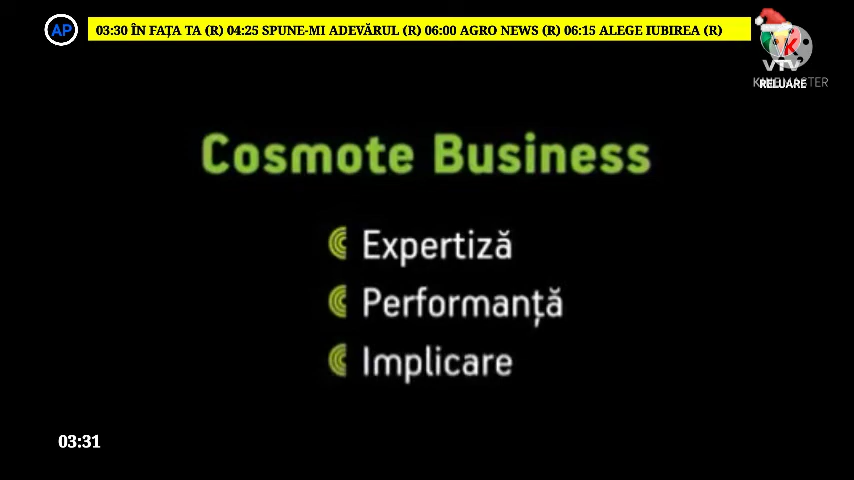 AP
03:30 ÎN FAȚA TA (R) 04:25 SPUNE-MI ADEVĂRUL (R) 06:00 AGRO NEWS (R) 06:15 ALEGE IUBIREA (R)
VTV
KINEMASTER
RELUARE
Cosmote Business
Expertiză
Performanță
Implicare
03:31